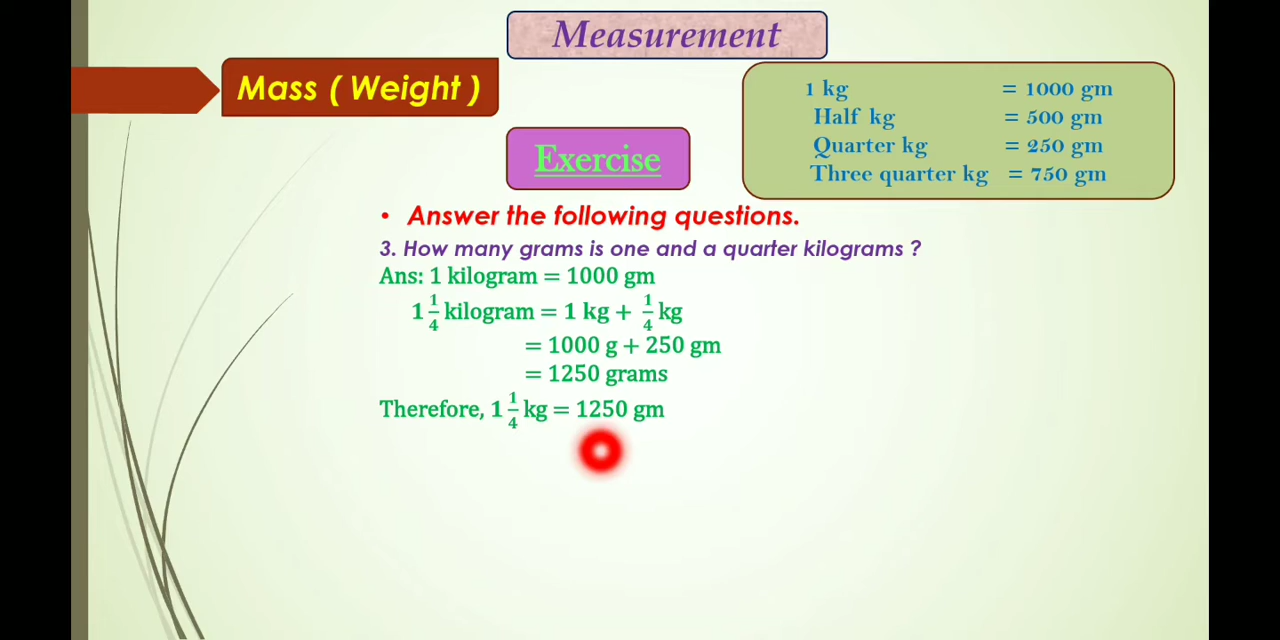 Measurement
Mass ( Weight )
1 kg = 1000 gm
Half kg = 500 gm
Quarter kg = 250 gm
Three quarter kg = 750 gm
Exercise
• Answer the following questions.
3. How many grams is one and a quarter kilograms ?
Ans: 1 kilogram = 1000 gm
1 1/4 kilogram = 1 kg + 1/4 kg
= 1000 g + 250 gm
= 1250 grams
Therefore, 1 1/4 kg = 1250 gm